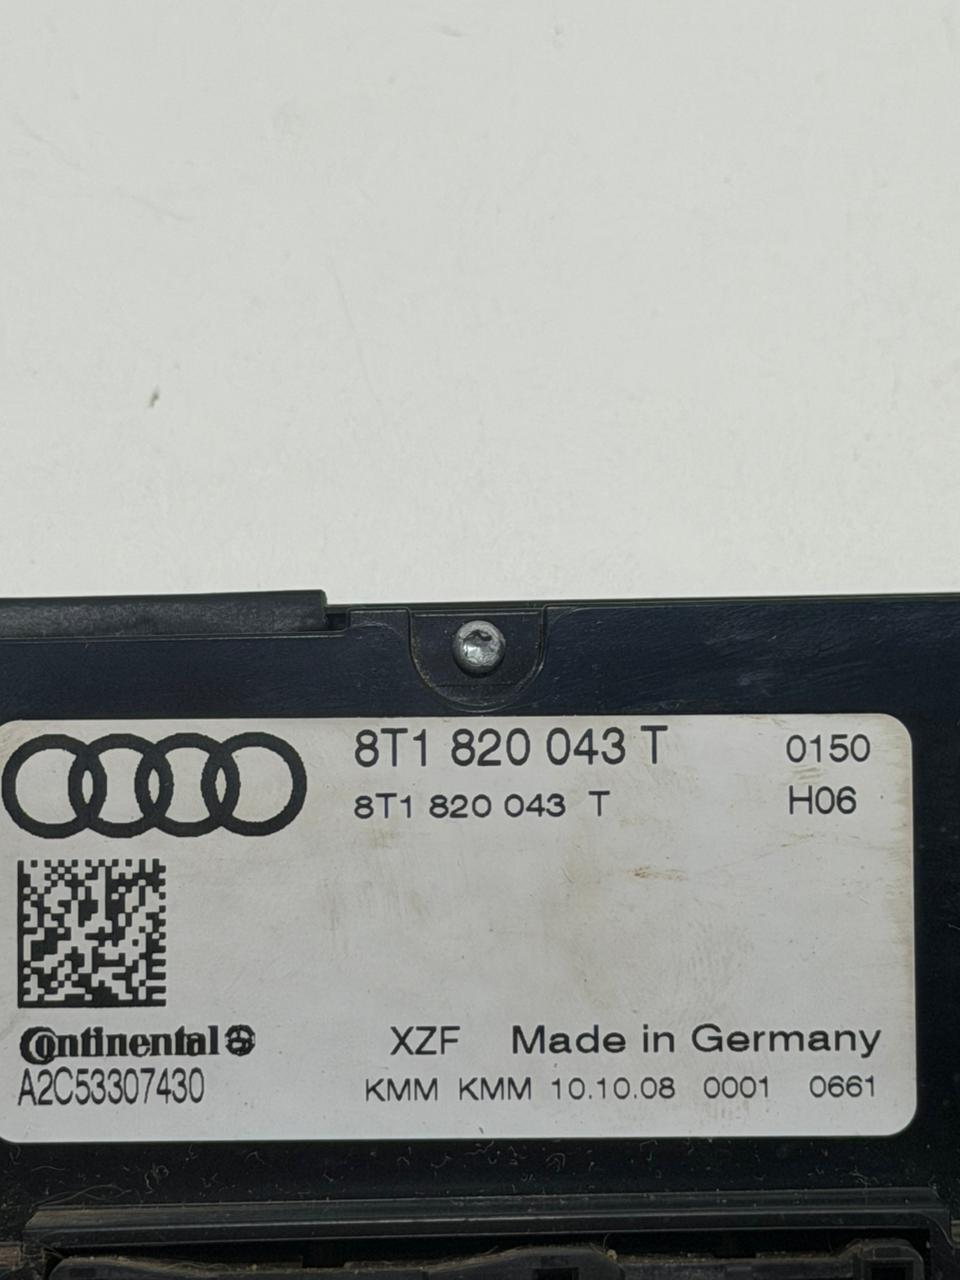 8T1 820 043 T 0150
8T1 820 043 T H06
Continental XZF Made in Germany
A2C53307430 KMM KMM 10.10.08 0001 0661